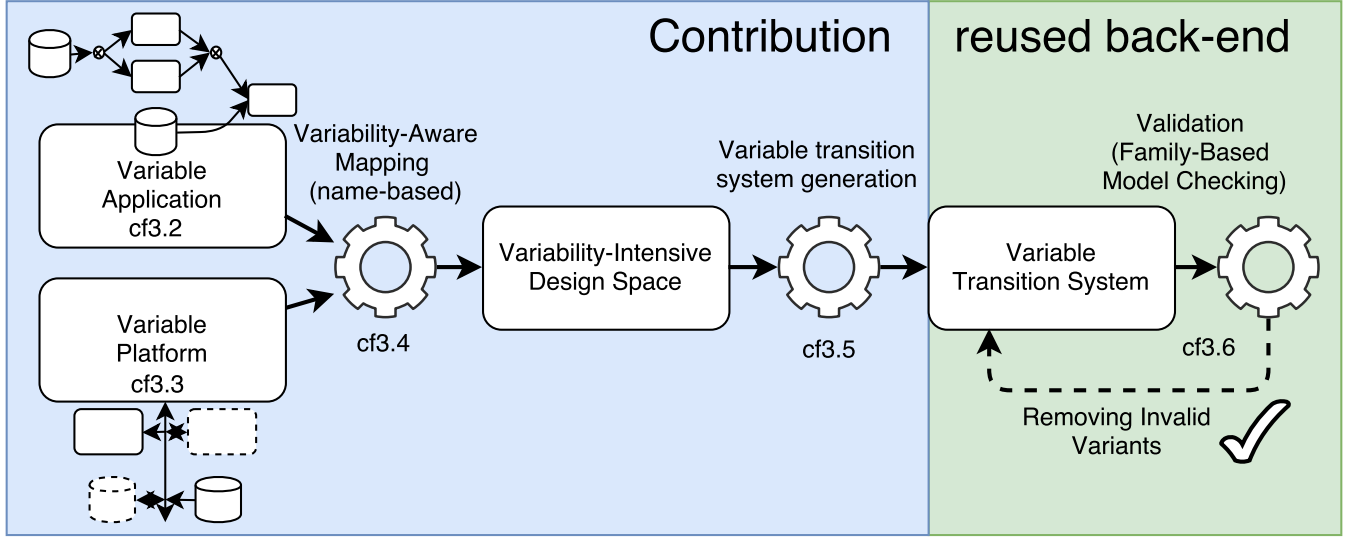 Contribution
reused back-end
Variable
Application
cf3.2
Variable
Platform
cf3.3
Variability-Aware
Mapping
(name-based)
cf3.4
Variability-Intensive
Design Space
Variable transition
system generation
cf3.5
Variable
Transition System
Validation
(Family-Based
Model Checking)
cf3.6
Removing Invalid
Variants